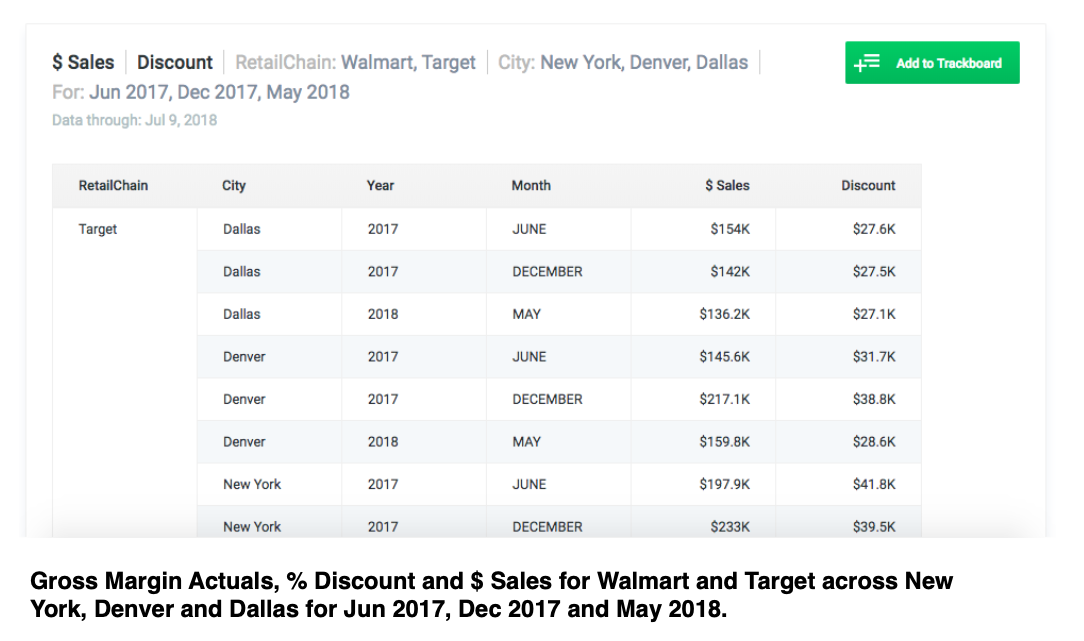 $ Sales Discount RetailChain: Walmart, Target City: New York, Denver, Dallas
For: Jun 2017, Dec 2017, May 2018
Data through: Jul 9, 2018
Add to Trackboard
RetailChain City Year Month $ Sales Discount
Target Dallas 2017 JUNE $154K $27.6K
Dallas 2017 DECEMBER $142K $27.5K
Dallas 2018 MAY $136.2K $27.1K
Denver 2017 JUNE $145.6K $31.7K
Denver 2017 DECEMBER $217.1K $38.8K
Denver 2018 MAY $159.8K $28.6K
New York 2017 JUNE $197.9K $41.8K
New York 2017 DECEMBER $233K $39.5K
Gross Margin Actuals, % Discount and $ Sales for Walmart and Target across New
York, Denver and Dallas for Jun 2017, Dec 2017 and May 2018.